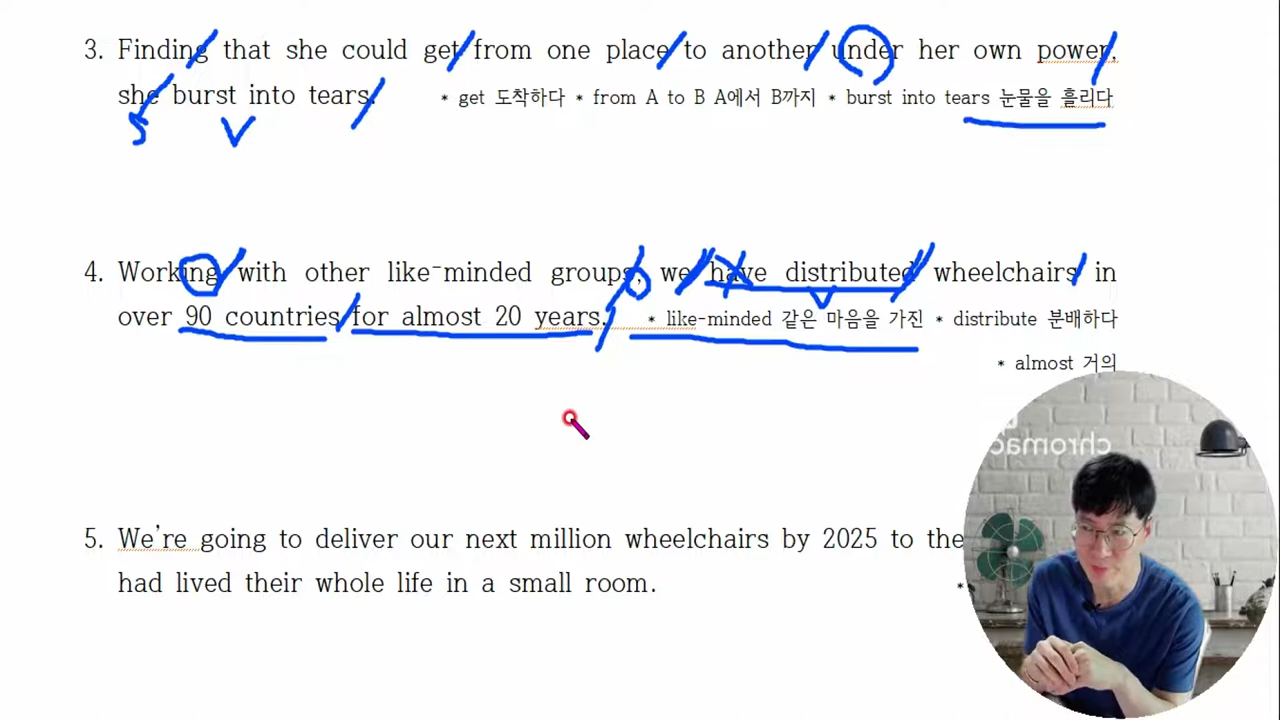 3. Finding that she could get from one place to another under her own power,
she burst into tears. * get 도착하다 * from A to B A에서 B까지 * burst into tears 눈물을 흘리다
4. Working with other like-minded groups, we have distributed wheelchairs in
over 90 countries for almost 20 years. * like-minded 같은 마음을 가진 * distribute 분배하다
* almost 거의
chromac
5. We're going to deliver our next million wheelchairs by 2025 to the
had lived their whole life in a small room. *